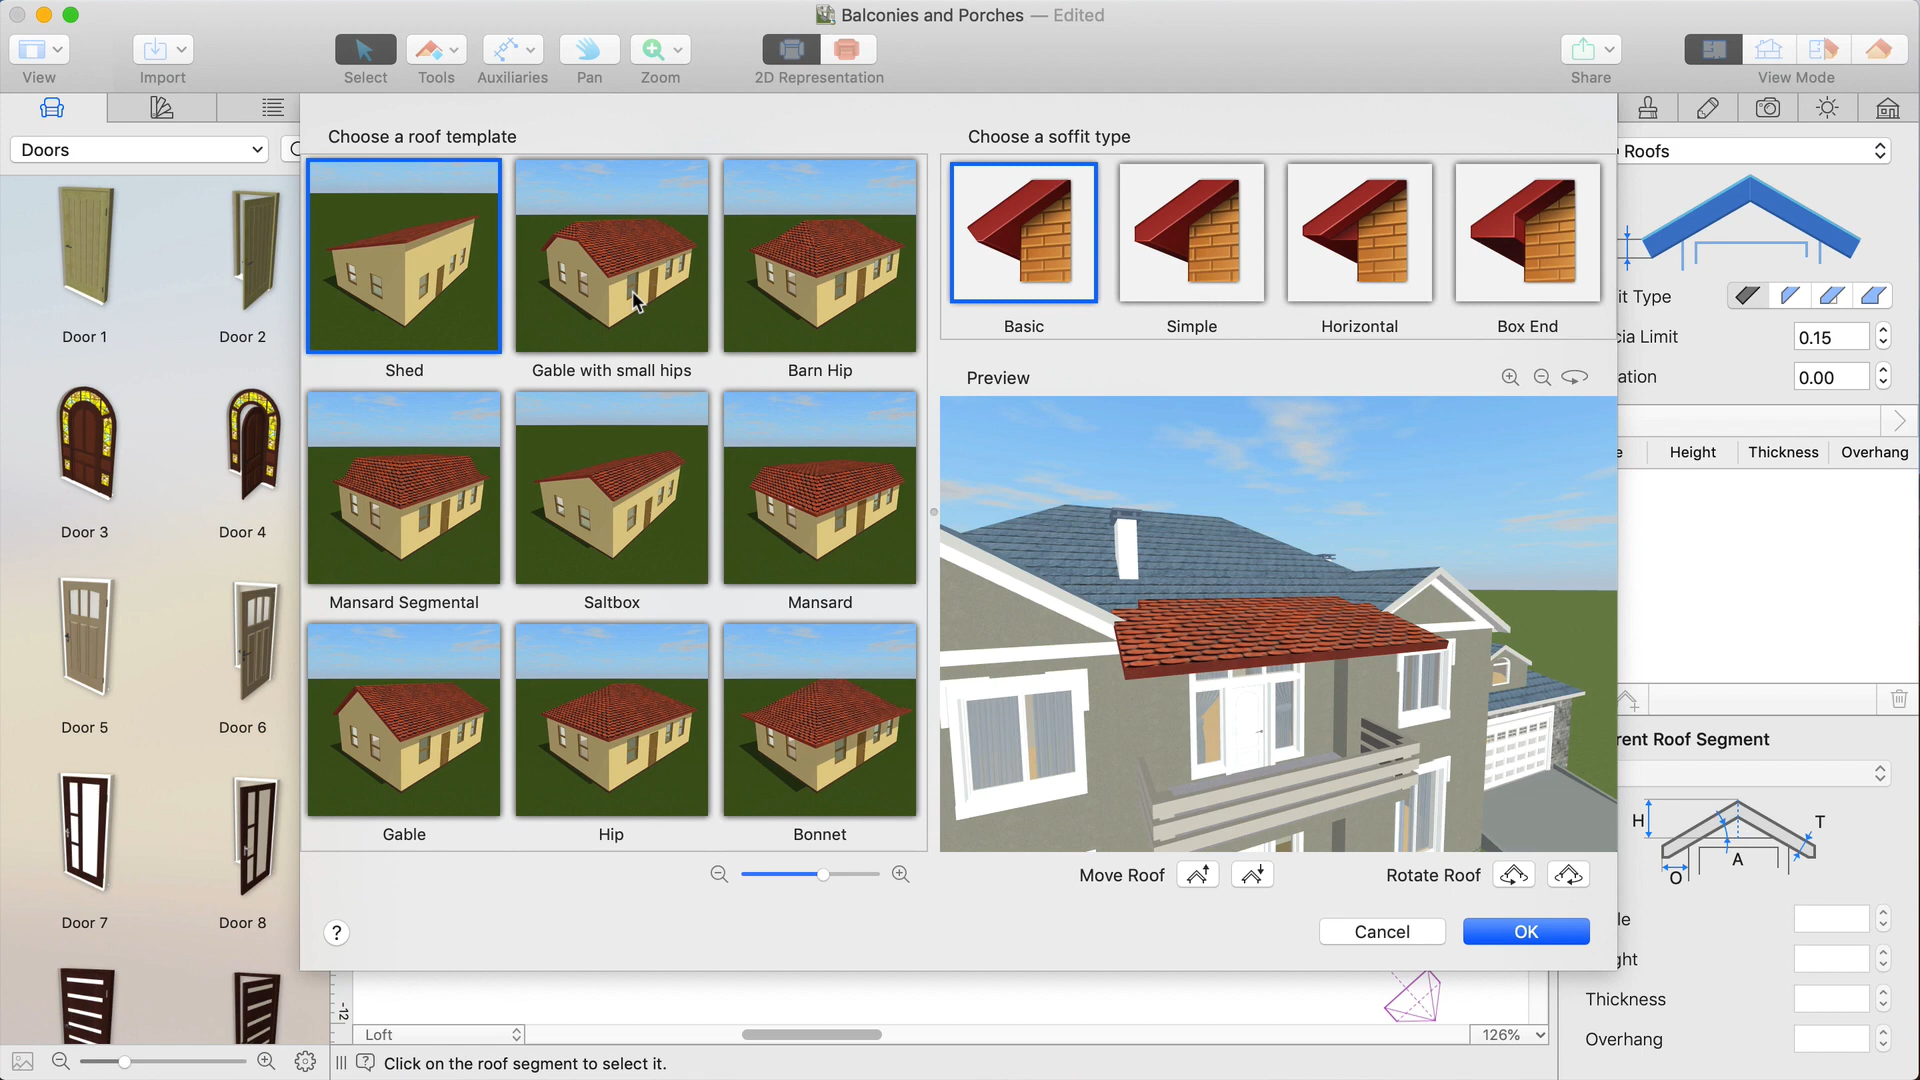 Balconies and Porches — Edited
View
Import
Select
Tools
Auxiliaries
Pan
Zoom
2D Representation
Share
View Mode
Doors
Door 1
Door 2
Door 3
Door 4
Door 5
Door 6
Door 7
Door 8
Choose a roof template
Shed
Gable with small hips
Barn Hip
Mansard Segmental
Saltbox
Mansard
Gable
Hip
Bonnet
?
Choose a soffit type
Basic
Simple
Horizontal
Box End
Preview
Move Roof
Rotate Roof
Cancel
OK
Roofs
it Type
cia Limit
0.15
ation
0.00
e
Height
Thickness
Overhang
rent Roof Segment
H
T
A
O
le
ght
Thickness
Overhang
-12
Loft
126%
Click on the roof segment to select it.